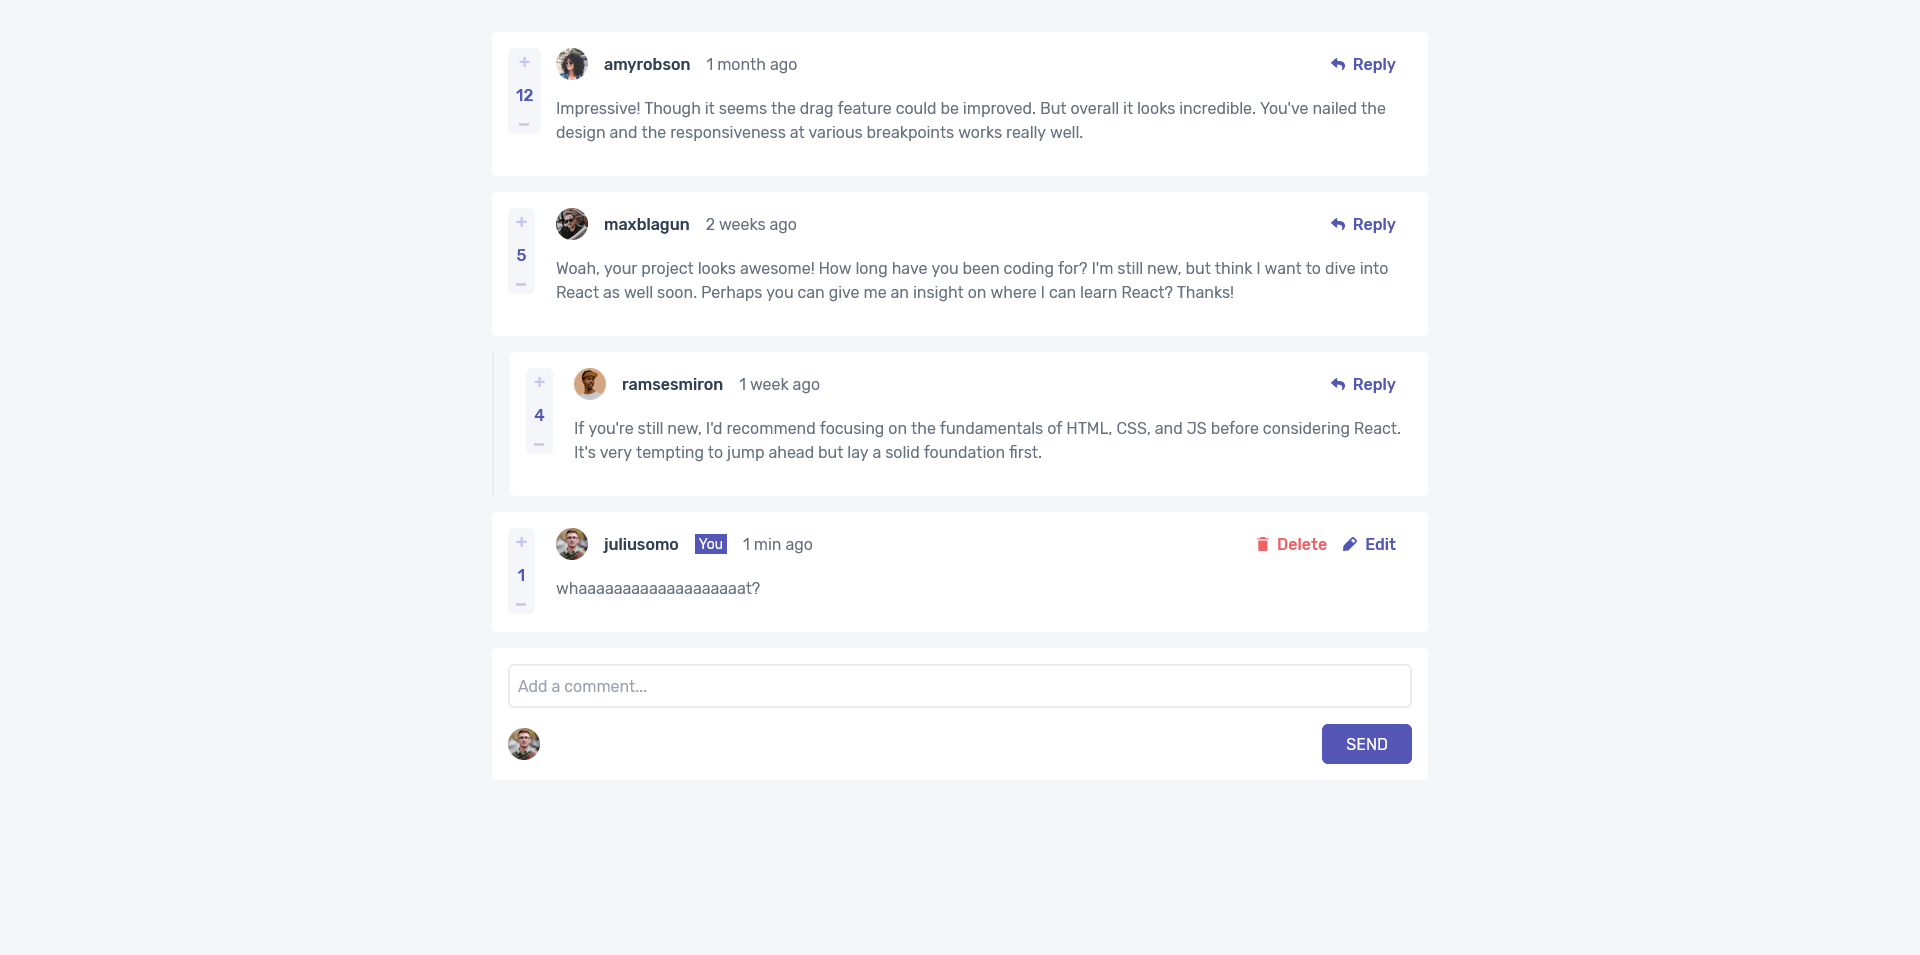 +
12
–
amyrobson 1 month ago
Reply
Impressive! Though it seems the drag feature could be improved. But overall it looks incredible. You've nailed the
design and the responsiveness at various breakpoints works really well.
+
5
–
maxblagun 2 weeks ago
Reply
Woah, your project looks awesome! How long have you been coding for? I'm still new, but think I want to dive into
React as well soon. Perhaps you can give me an insight on where I can learn React? Thanks!
+
4
–
ramsesmiron 1 week ago
Reply
If you're still new, I'd recommend focusing on the fundamentals of HTML, CSS, and JS before considering React.
It's very tempting to jump ahead but lay a solid foundation first.
+
1
–
juliusomo You 1 min ago
Delete Edit
whaaaaaaaaaaaaaaaaaaat?
Add a comment...
SEND